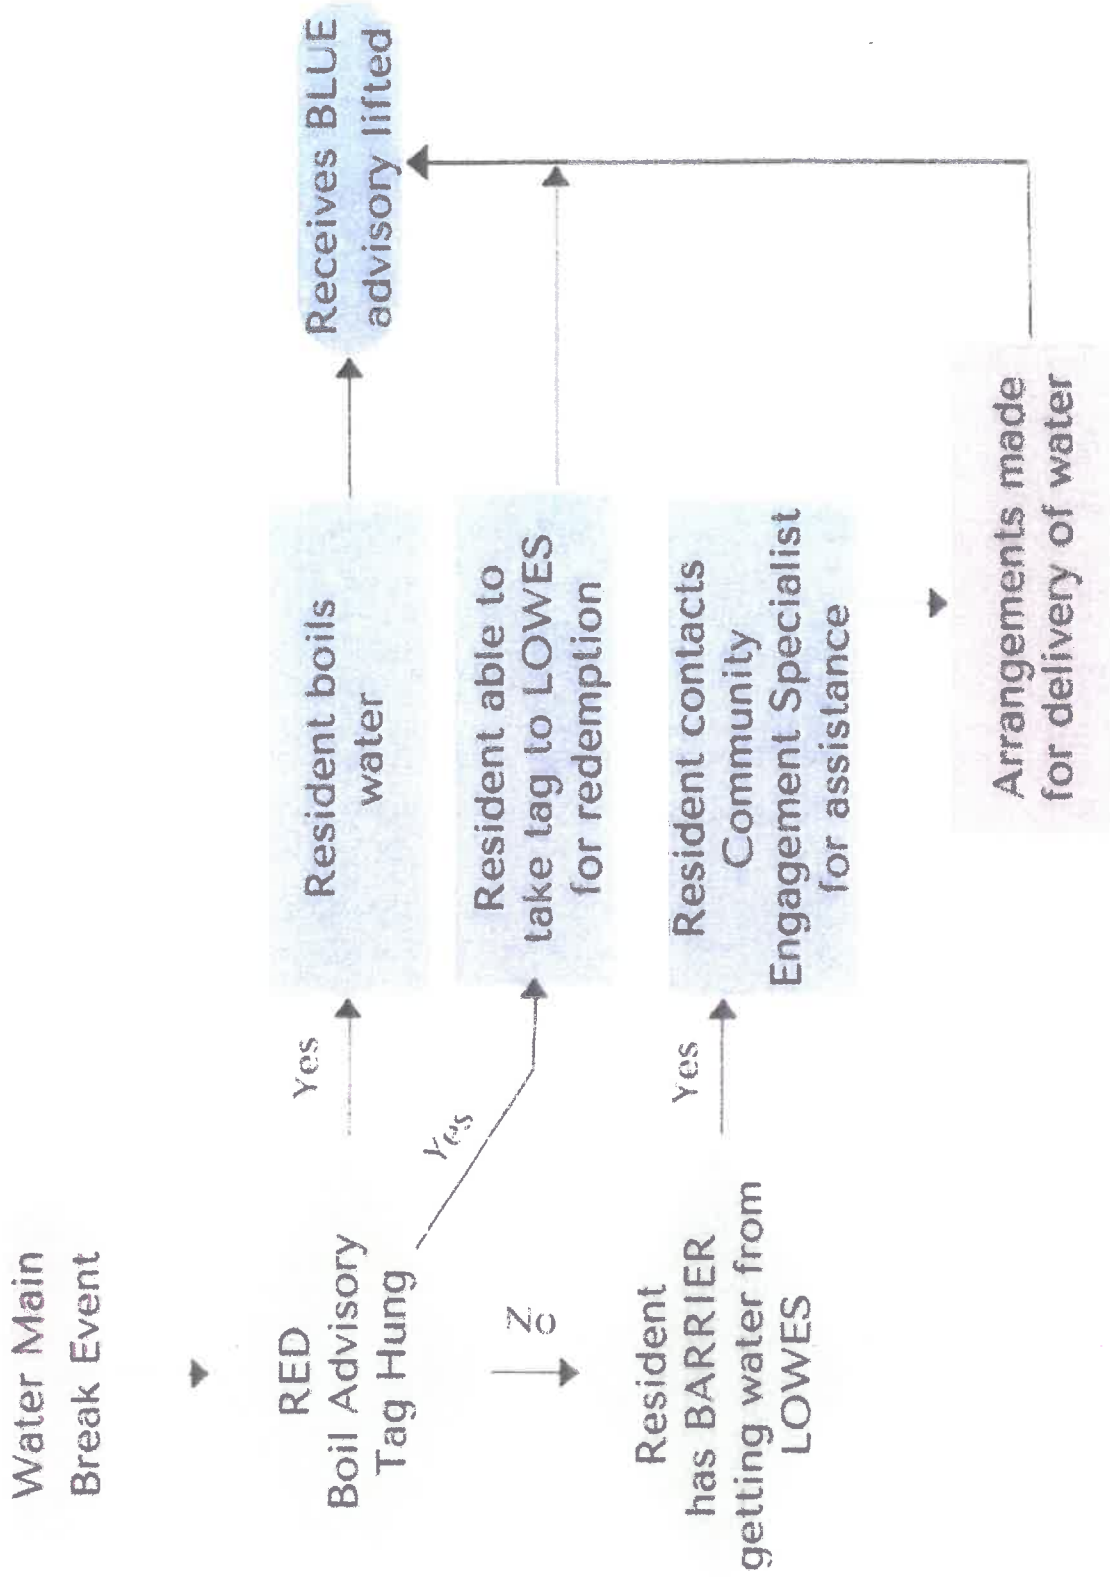 Water Main
Break Event
RED
Boil Advisory
Tag Hung
Yes
Resident boils
water
Receives BLUE
advisory lifted
Yes
Resident able to
take tag to LOWES
for redemption
No
Resident
has BARRIER
getting water from
LOWES
Yes
Resident contacts
Community
Engagement Specialist
for assistance
Arrangements made
for delivery of water